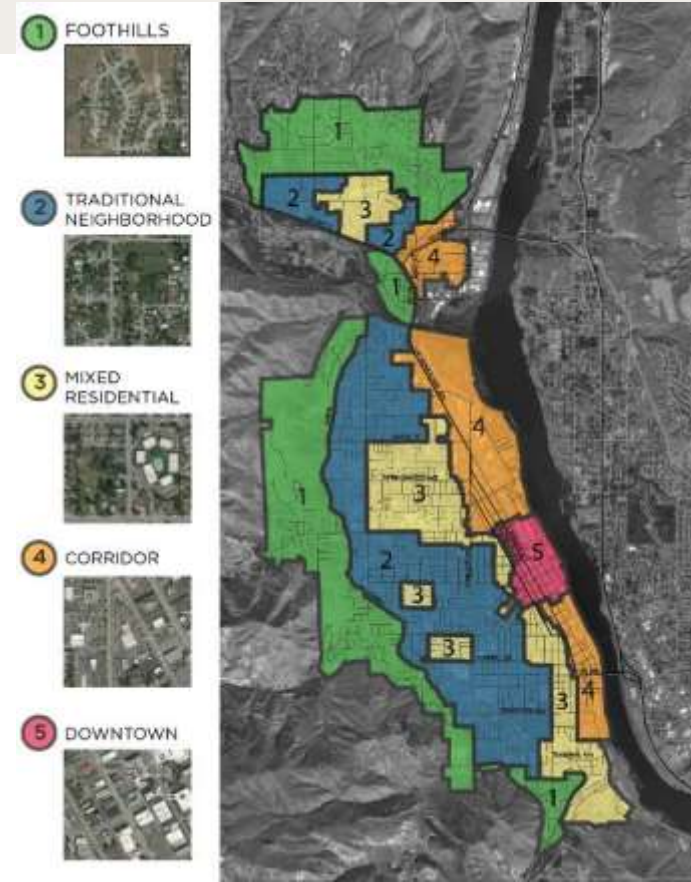 1 FOOTHILLS
2 TRADITIONAL
NEIGHBORHOOD
3 MIXED
RESIDENTIAL
4 CORRIDOR
5 DOWNTOWN
1
2
3
2
4
1
4
3
1
5
2
3
3
3
4
1